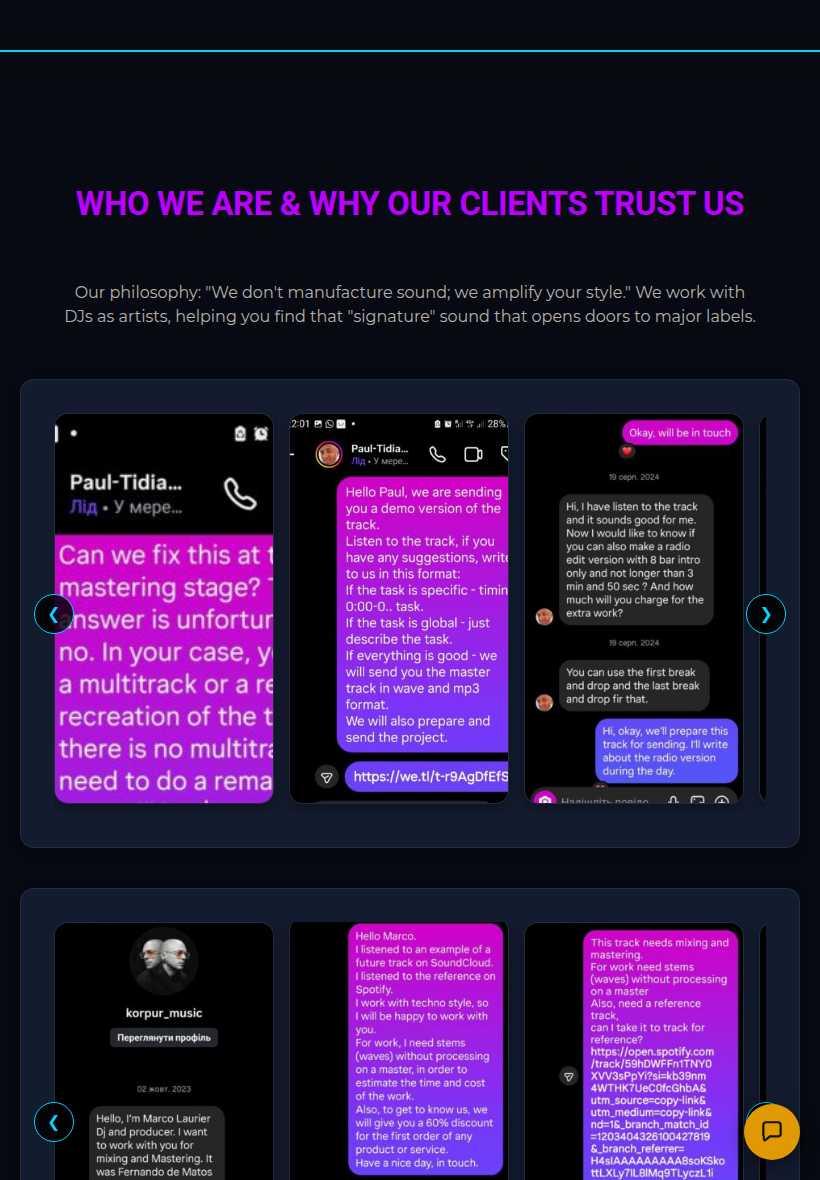 WHO WE ARE & WHY OUR CLIENTS TRUST US
Our philosophy: "We don't manufacture sound; we amplify your style." We work with
DJs as artists, helping you find that "signature" sound that opens doors to major labels.
Paul-Tidia...
Лід • У мере...
Can we fix this at
mastering stage?
answer is unfortur
no. In your case, y
a multitrack or a re
recreation of the t
there is no multitra
need to do a rema
2:01
28%
Paul-Tidia...
Лід • У мере...
Hello Paul, we are sending
you a demo version of the
track.
Listen to the track, if you
have any suggestions, write
to us in this format:
If the task is specific - timin
0:00-0.. task.
If the task is global - just
describe the task.
If everything is good - we
will send you the master
track in wave and mp3
format.
We will also prepare and
send the project.
https://we.tl/t-r9AgDfEfS
Okay, will be in touch
19 серп. 2024
Hi, I have listen to the track
and it sounds good for me.
Now I would like to know if
you can also make a radio
edit version with 8 bar intro
only and not longer than 3
min and 50 sec ? And how
much will you charge for the
extra work?
19 серп. 2024
You can use the first break
and drop and the last break
and drop fir that.
Hi, okay, we'll prepare this
track for sending. I'll write
about the radio version
during the day.
Надішліть повідо
korpur_music
Переглянути профіль
02 жовт. 2023
Hello, I'm Marco Laurier
Dj and producer. I want
to work with you for
mixing and Mastering. It
was Fernando de Matos
Hello Marco.
I listened to an example of a
future track on SoundCloud.
I listened to the reference on
Spotify.
I work with techno style, so
I will be happy to work with
you.
For work, I need stems
(waves) without processing
on a master, in order to
estimate the time and cost
of the work.
Also, to get to know us, we
will give you a 60% discount
for the first order of any
product or service.
Have a nice day, in touch.
This track needs mixing and
mastering.
For work need stems
(waves) without processing
on a master
Also, need a reference
track,
can I take it to track for
reference?
https://open.spotify.com
/track/59hDWFFn1TNY0
XVV3sPpYi?si=kb39nm
4WTHK7UeC0fcGhbA&
utm_source=copy-link&
utm_medium=copy-link&
nd=1&_branch_match_id
=1203404326100427819
&_branch_referrer=
H4sIAAAAAAAA8soKSko
ttLXLy7IL8lMq9TLyczL1i